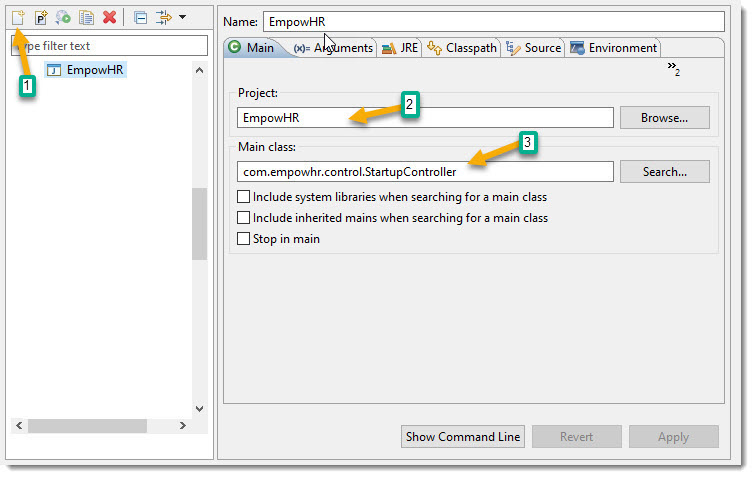 Name: EmpowHR
type filter text
EmpowHR
1
Main (x)= Arguments JRE Classpath Source Environment
»2
Project:
EmpowHR
2
Browse...
Main class:
3
com.empowhr.control.StartupController
Search...
Include system libraries when searching for a main class
Include inherited mains when searching for a main class
Stop in main
Show Command Line Revert Apply